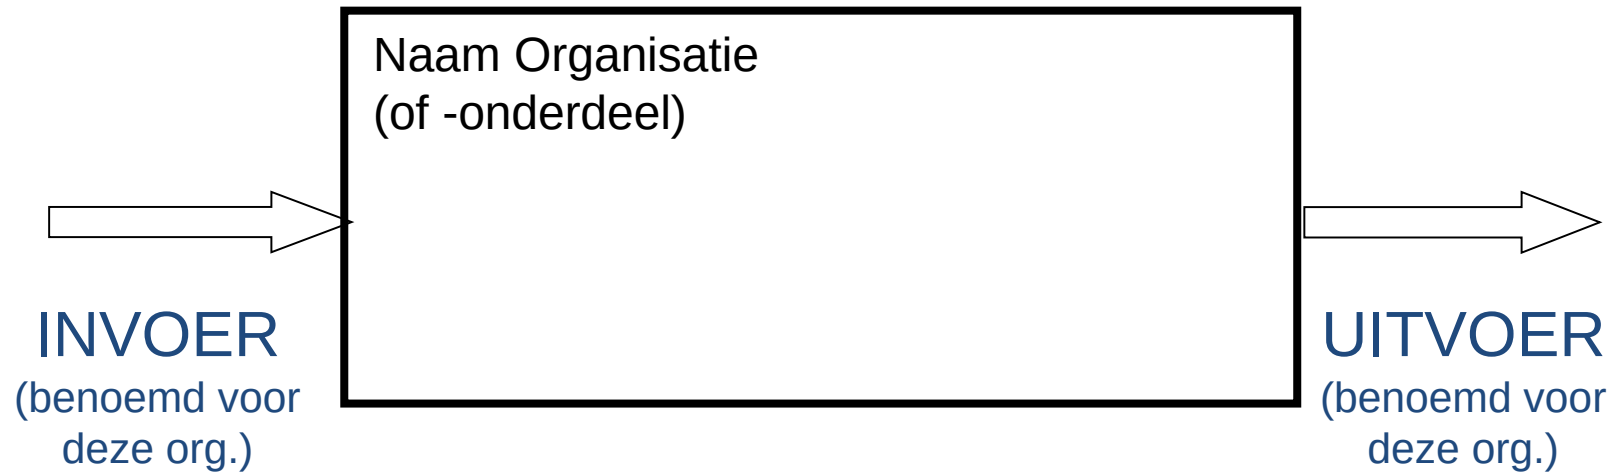 Naam Organisatie
(of -onderdeel)
INVOER
(benoemd voor
deze org.)
UITVOER
(benoemd voor
deze org.)